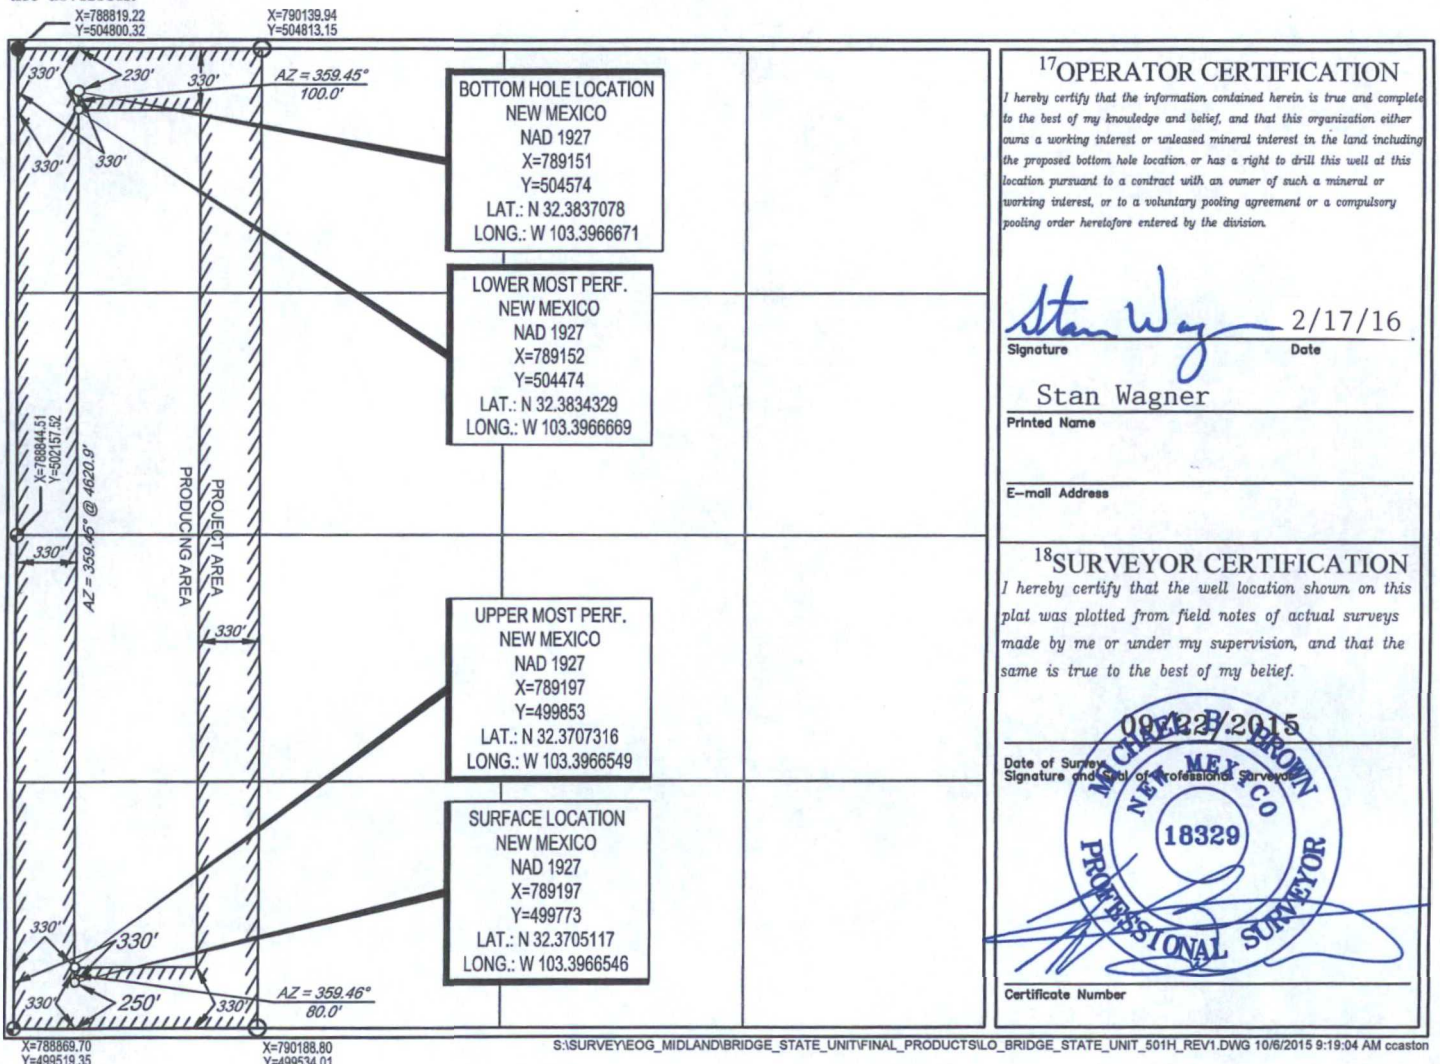 X=788819.22
Y=504800.32
X=790139.94
Y=504813.15
330'
230'
330'
AZ = 359.45°
100.0'
330'
330'
BOTTOM HOLE LOCATION
NEW MEXICO
NAD 1927
X=789151
Y=504574
LAT.: N 32.3837078
LONG.: W 103.3966671
LOWER MOST PERF.
NEW MEXICO
NAD 1927
X=789152
Y=504474
LAT.: N 32.3834329
LONG.: W 103.3966669
X=788844.51
Y=502157.52
330'
AZ = 359.45° @ 4620.9'
PRODUCING AREA
PROJECT AREA
330'
UPPER MOST PERF.
NEW MEXICO
NAD 1927
X=789197
Y=499853
LAT.: N 32.3707316
LONG.: W 103.3966549
SURFACE LOCATION
NEW MEXICO
NAD 1927
X=789197
Y=499773
LAT.: N 32.3705117
LONG.: W 103.3966546
330'
330'
330'
250'
330'
AZ = 359.46°
80.0'
X=788869.70
Y=499519.35
X=790188.80
Y=499534.01
17 OPERATOR CERTIFICATION
I hereby certify that the information contained herein is true and complete
to the best of my knowledge and belief, and that this organization either
owns a working interest or unleased mineral interest in the land including
the proposed bottom hole location or has a right to drill this well at this
location pursuant to a contract with an owner of such a mineral or
working interest, or to a voluntary pooling agreement or a compulsory
pooling order heretofore entered by the division.
Stan Wag
2/17/16
Signature Date
Stan Wagner
Printed Name
E-mail Address
18 SURVEYOR CERTIFICATION
I hereby certify that the well location shown on this
plat was plotted from field notes of actual surveys
made by me or under my supervision, and that the
same is true to the best of my belief.
09/22/2015
Date of Survey
Signature and Seal of Professional Surveyor
MICHAEL B. BROWN
NEW MEXICO
18329
PROFESSIONAL SURVEYOR
Certificate Number
S:\SURVEY\EOG_MIDLAND\BRIDGE_STATE_UNIT\FINAL_PRODUCTS\LO_BRIDGE_STATE_UNIT_501H_REV1.DWG 10/6/2015 9:19:04 AM ccaston